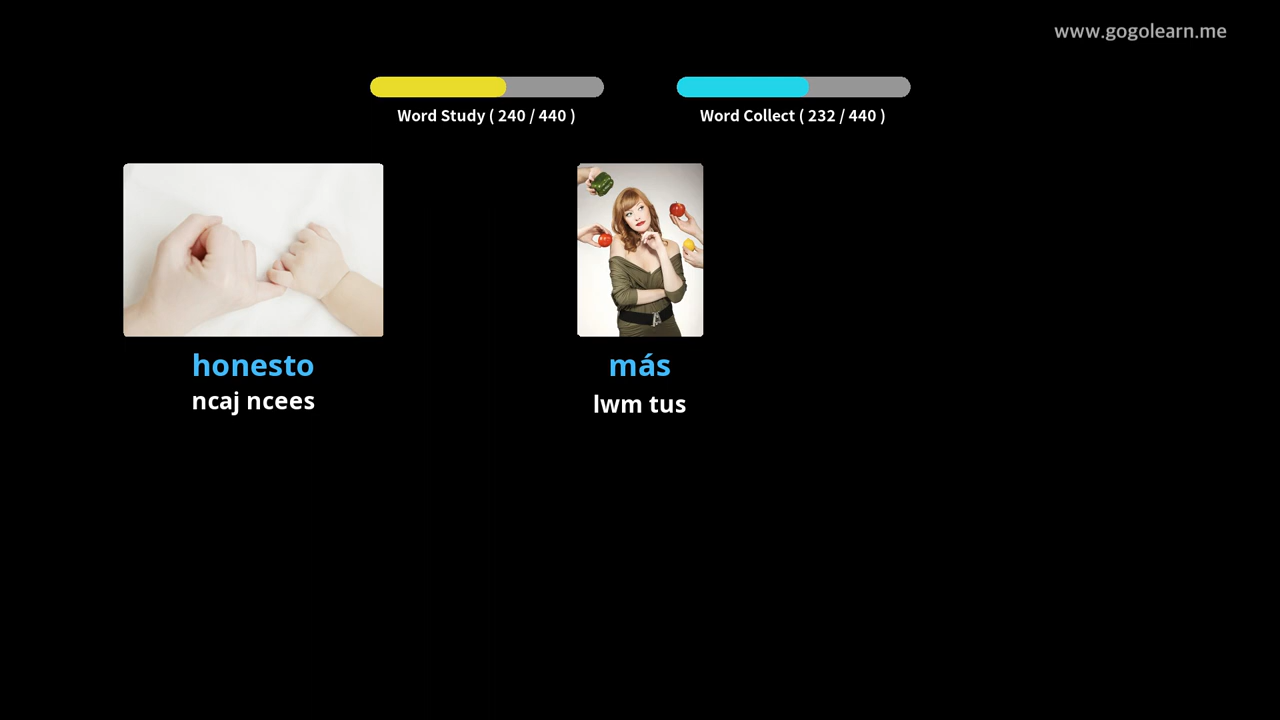 www.gogolearn.me
Word Study ( 240 / 440 )
Word Collect ( 232 / 440 )
honesto
ncaj ncees
más
lwm tus